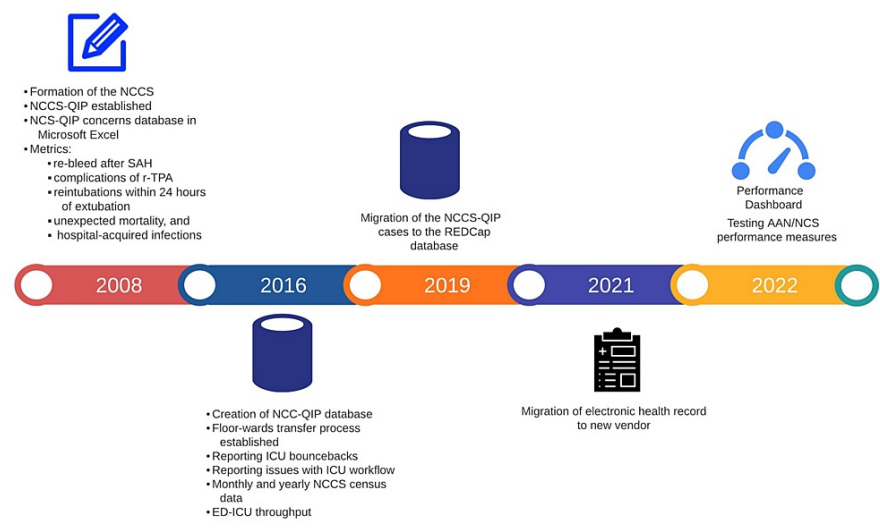 • Formation of the NCCS
• NCCS-QIP established
• NCS-QIP concerns database in
Microsoft Excel
• Metrics:
▪ re-bleed after SAH
▪ complications of r-TPA
▪ reintubations within 24 hours
of extubation
▪ unexpected mortality, and
▪ hospital-acquired infections
Migration of the NCCS-QIP
cases to the REDCap
database
Performance
Dashboard
Testing AAN/NCS
performance measures
2008
2016
2019
2021
2022
• Creation of NCC-QIP database
• Floor-wards transfer process
established
• Reporting ICU bouncebacks
• Reporting issues with ICU workflow
• Monthly and yearly NCCS census
data
• ED-ICU throughput
Migration of electronic health record
to new vendor